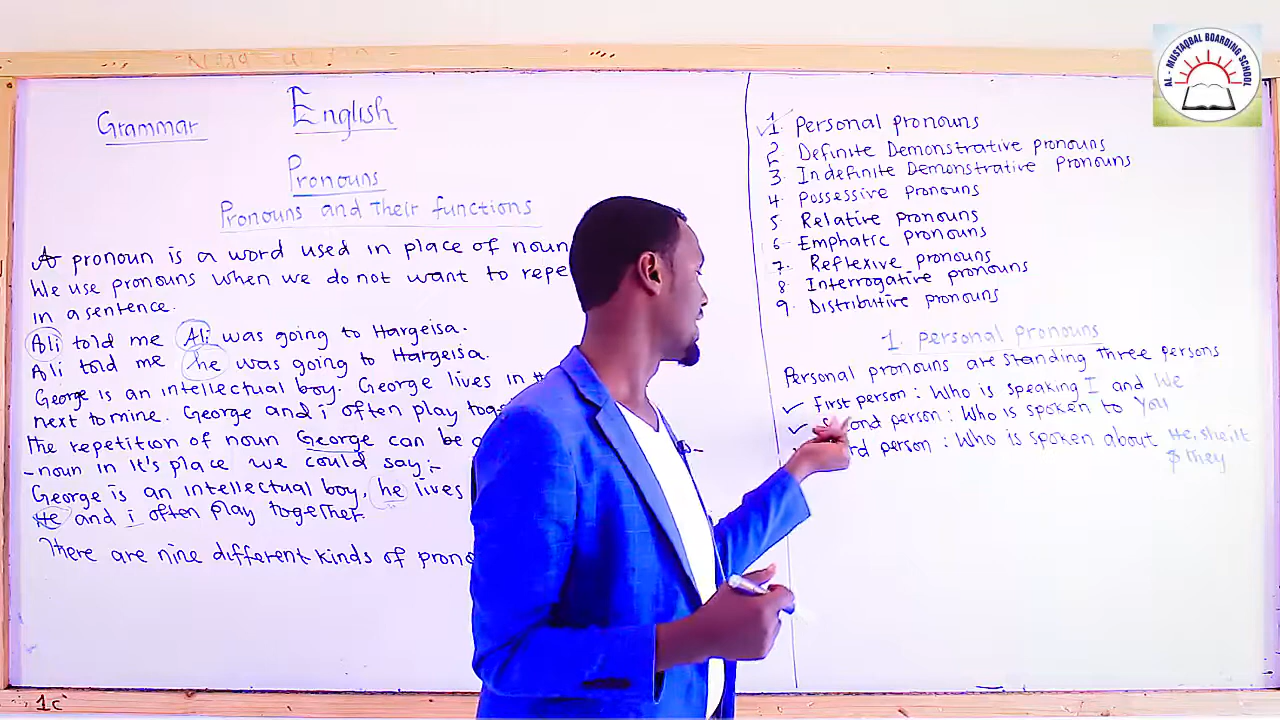 AL - MUSTAQBAL BOARDING SCHOOL
Grammar
English
Pronouns
Pronouns and Their functions
A pronoun is a word used in place of noun
We use pronouns when we do not want to repe
in a sentence.
Ali told me Ali was going to Hargeisa.
Ali told me he was going to Hargeisa.
George is an intellectual boy. George lives in
next to mine. George and i often play tog
The repetition of noun George can be
-noun in it's place we could say:-
George is an intellectual boy, he lives
He and i often play together.
There are nine different kinds of prono
1. Personal pronouns
2. Definite Demonstrative pronouns
3. Indefinite Demonstrative Pronouns
4. Possessive Pronouns
5. Relative pronouns
6. Emphatic pronouns
7. Reflexive pronouns
8. Interrogative pronouns
9. Distributive pronouns
1. Personal Pronouns
Personal pronouns are standing three persons
✓ First person : Who is speaking I and We
✓ S ond person : Who is spoken to You
rd person : Who is spoken about He, she, it
$ they
1c